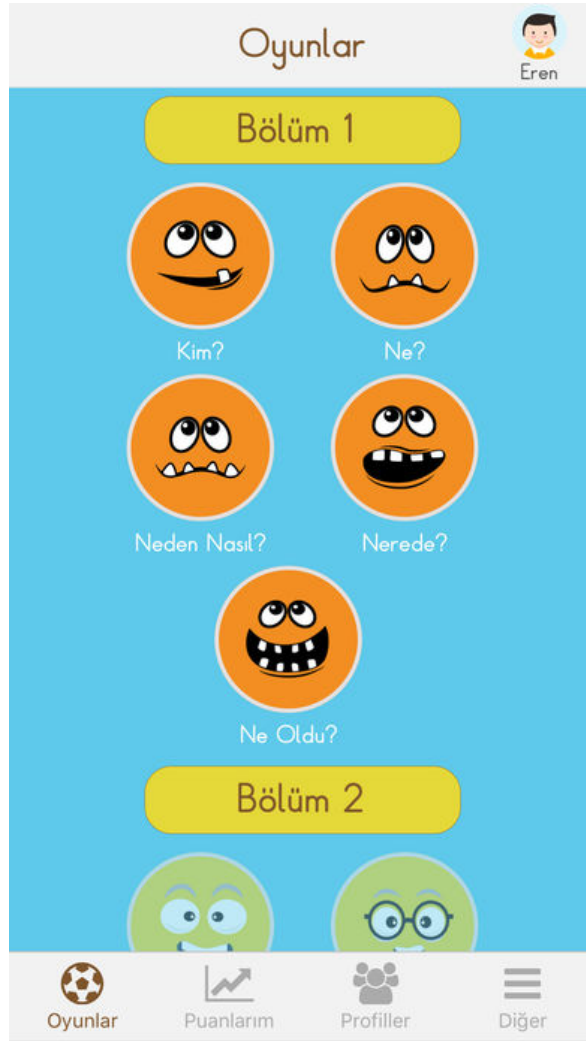 Oyunlar
Eren
Bölüm 1
Kim?
Ne?
Neden Nasıl?
Nerede?
Ne Oldu?
Bölüm 2
Oyunlar
Puanlarım
Profiller
Diğer